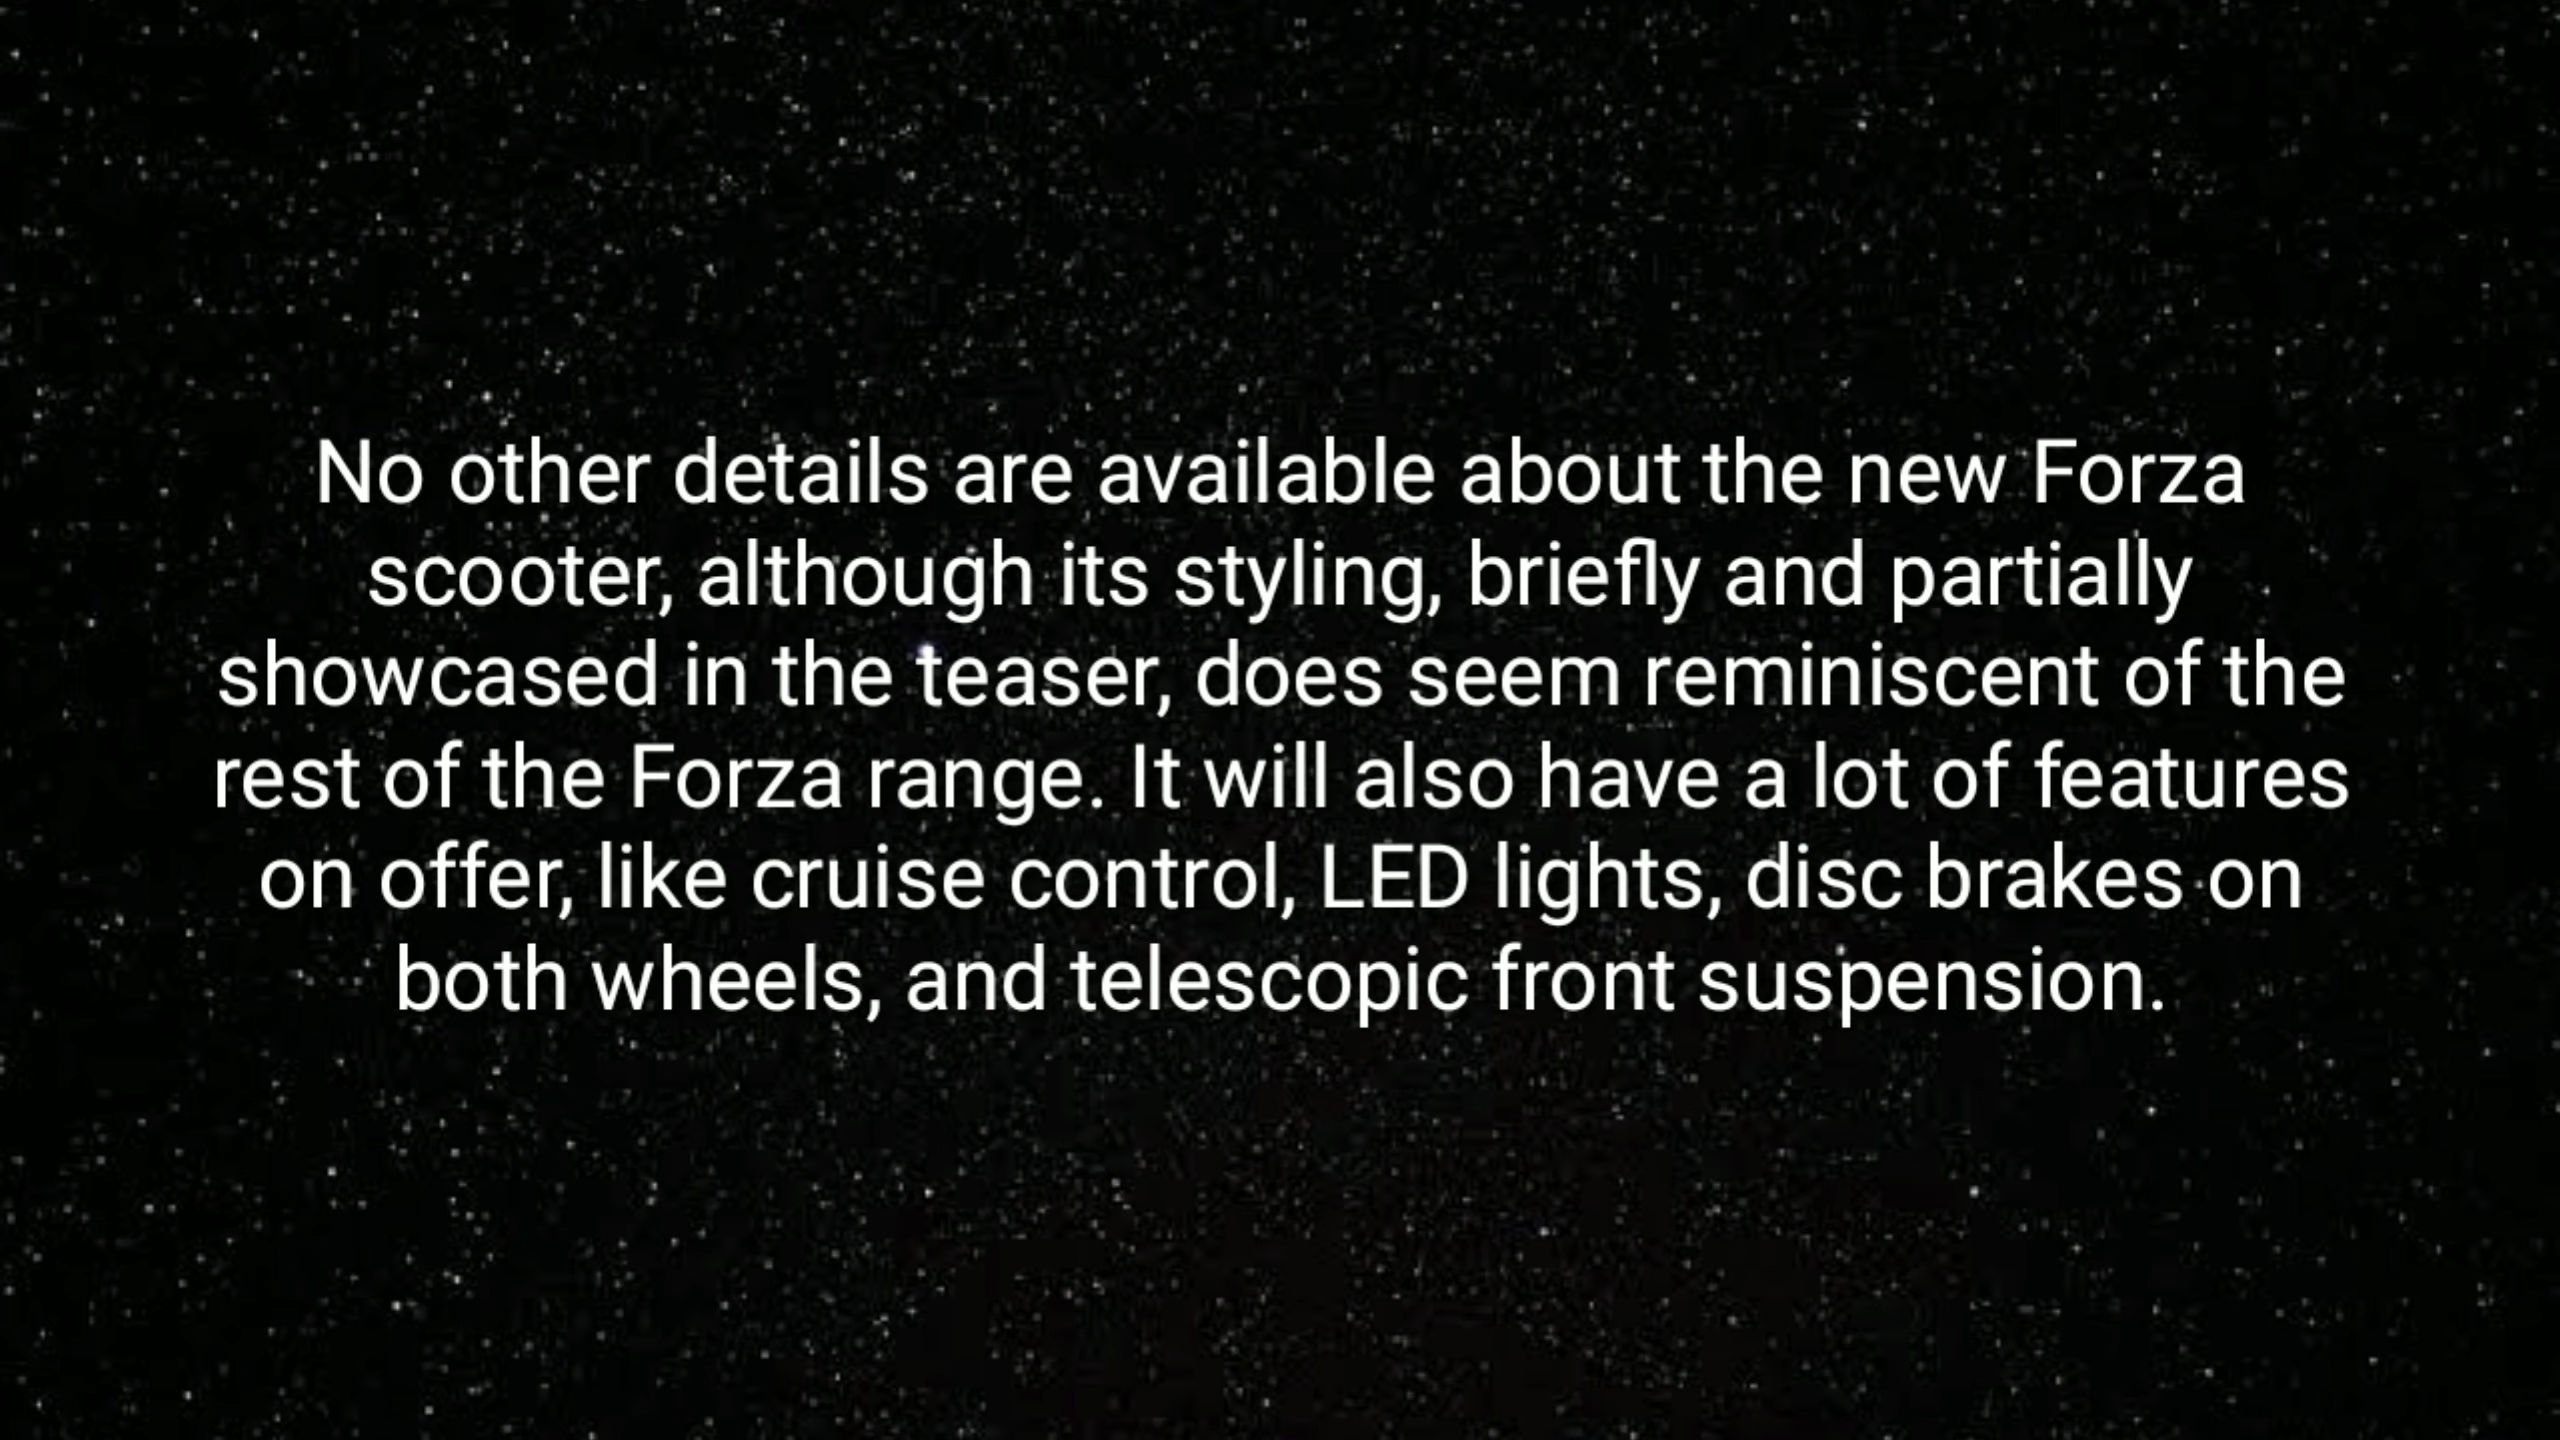 No other details are available about the new Forza
scooter, although its styling, briefly and partially
showcased in the teaser, does seem reminiscent of the
rest of the Forza range. It will also have a lot of features
on offer, like cruise control, LED lights, disc brakes on
both wheels, and telescopic front suspension.